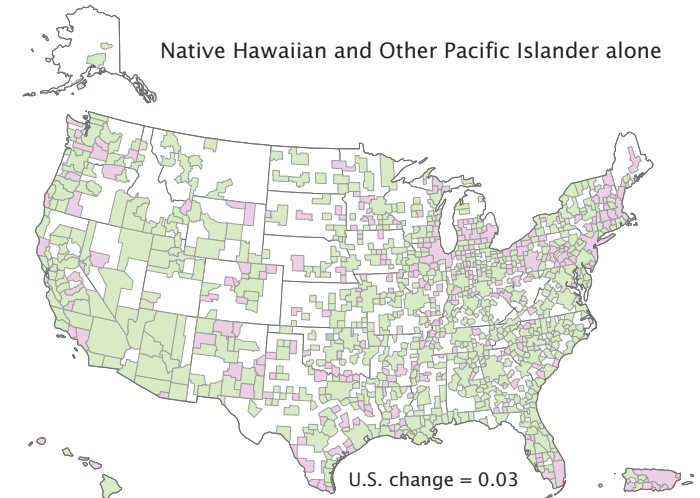 Native Hawaiian and Other Pacific Islander alone
U.S. change = 0.03